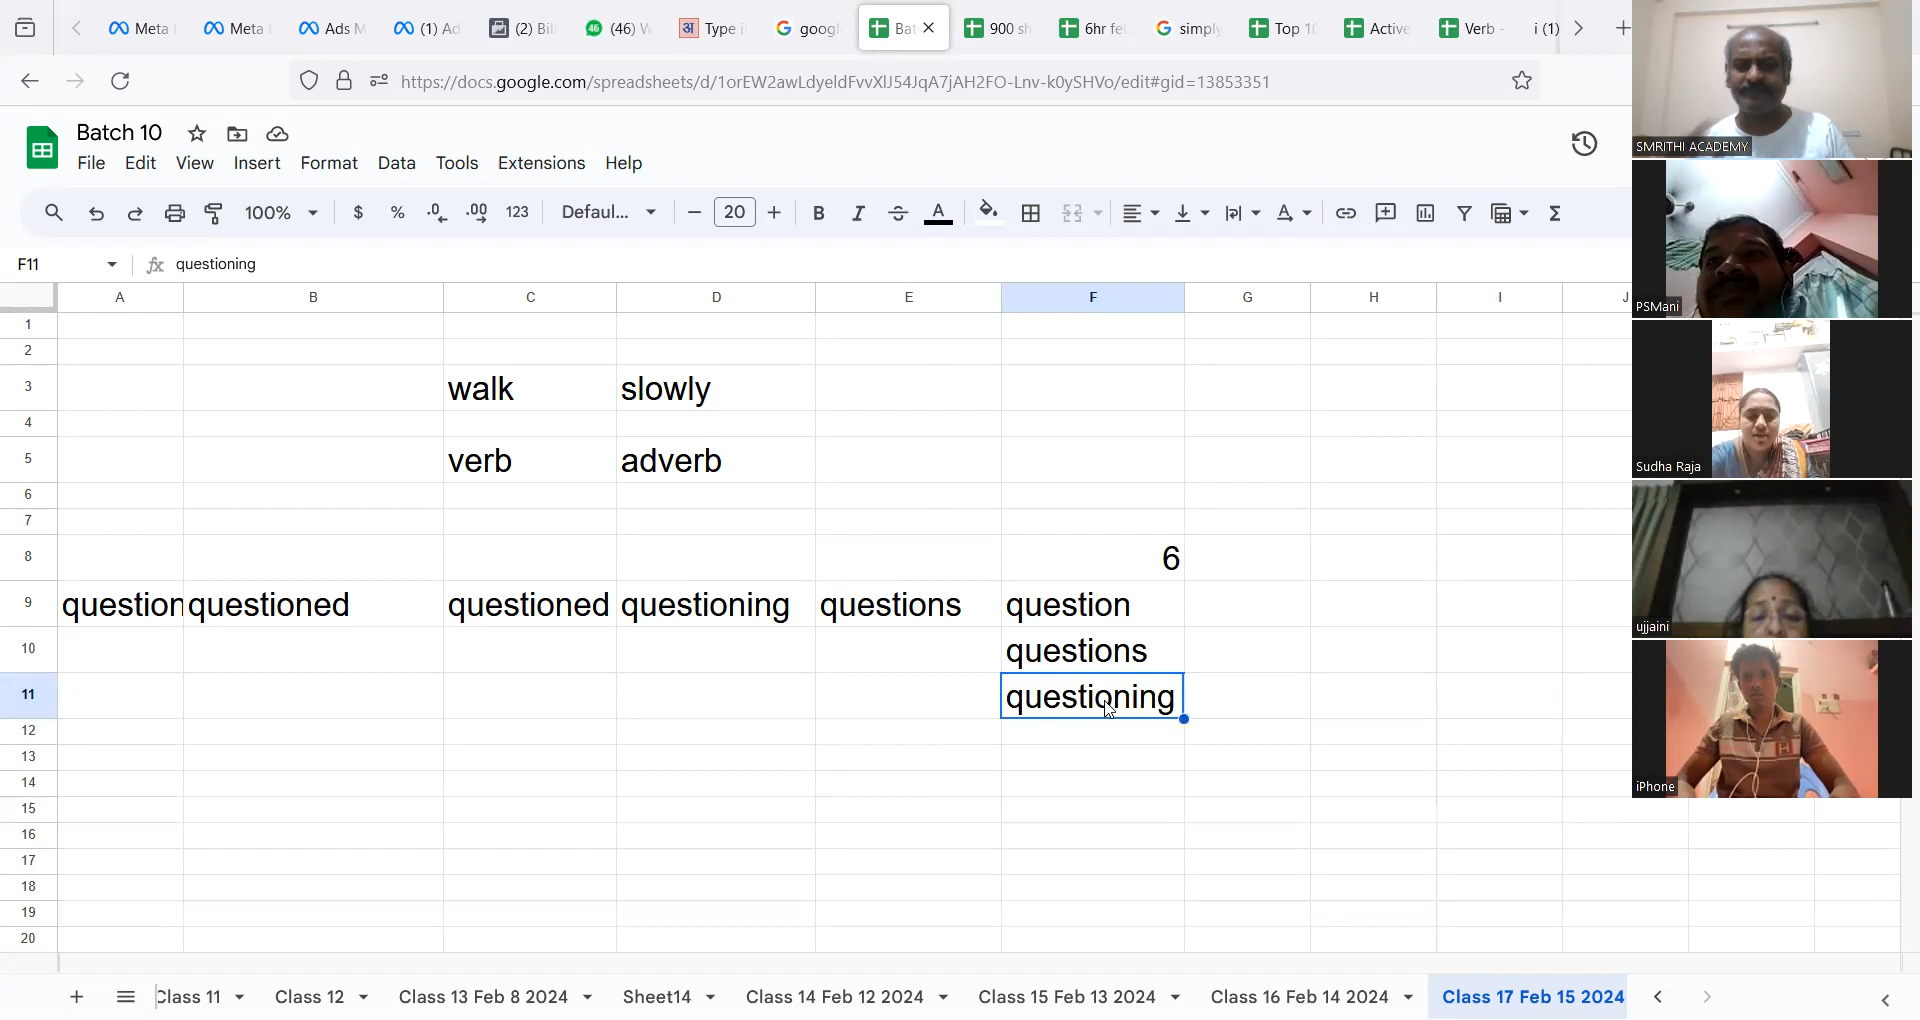 Meta
Meta
Ads M
(1) Ad
(2) Bil
46 (46) W
अ Type i
googl
Bat
900 sh
6hr fe
simply
Top 1
Active
Verb -
i (1)
https://docs.google.com/spreadsheets/d/1orEW2awLdyeldFvvXlJ54JqA7jAH2FO-Lnv-k0ySHVo/edit#gid=13853351
Batch 10
File Edit View Insert Format Data Tools Extensions Help
100% $ % .0 .00 123 Defaul... 20 B I S A
F11 fx questioning
A B C D E F G H I J
1
2
3 walk slowly
4
5 verb adverb
6
7
8 6
9 question questioned questioned questioning questions question
10 questions
11 questioning
12
13
14
15
16
17
18
19
20
Class 11 Class 12 Class 13 Feb 8 2024 Sheet14 Class 14 Feb 12 2024 Class 15 Feb 13 2024 Class 16 Feb 14 2024 Class 17 Feb 15 2024
SMRITHI ACADEMY
PSMani
Sudha Raja
ujjaini
iPhone